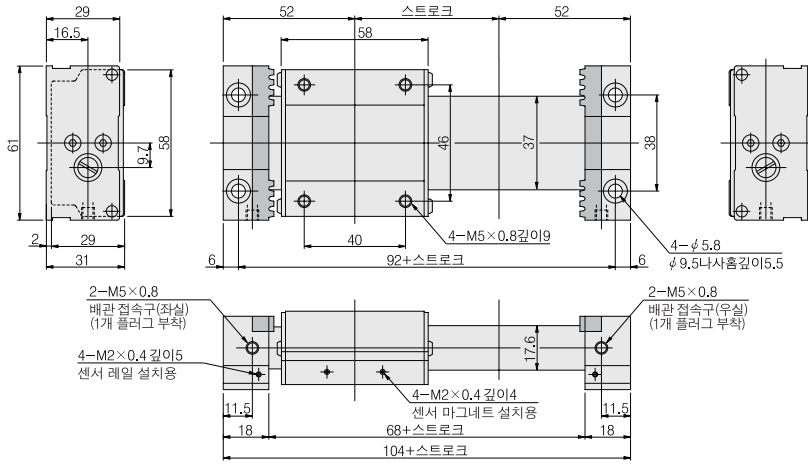 29
52
스트로크
52
16.5
58
61
9.7
58
46
37
38
40
4-M5×0.8깊이9
4-ϕ5.8
ϕ9.5나사홈깊이5.5
2
29
31
6
92+스트로크
6
2-M5×0.8
배관 접속구(좌실)
(1개 플러그 부착)
2-M5×0.8
배관 접속구(우실)
(1개 플러그 부착)
17.6
4-M2×0.4깊이5
센서 레일 설치용
4-M2×0.4깊이4
센서 마그네트 설치용
11.5
11.5
18
68+스트로크
18
104+스트로크